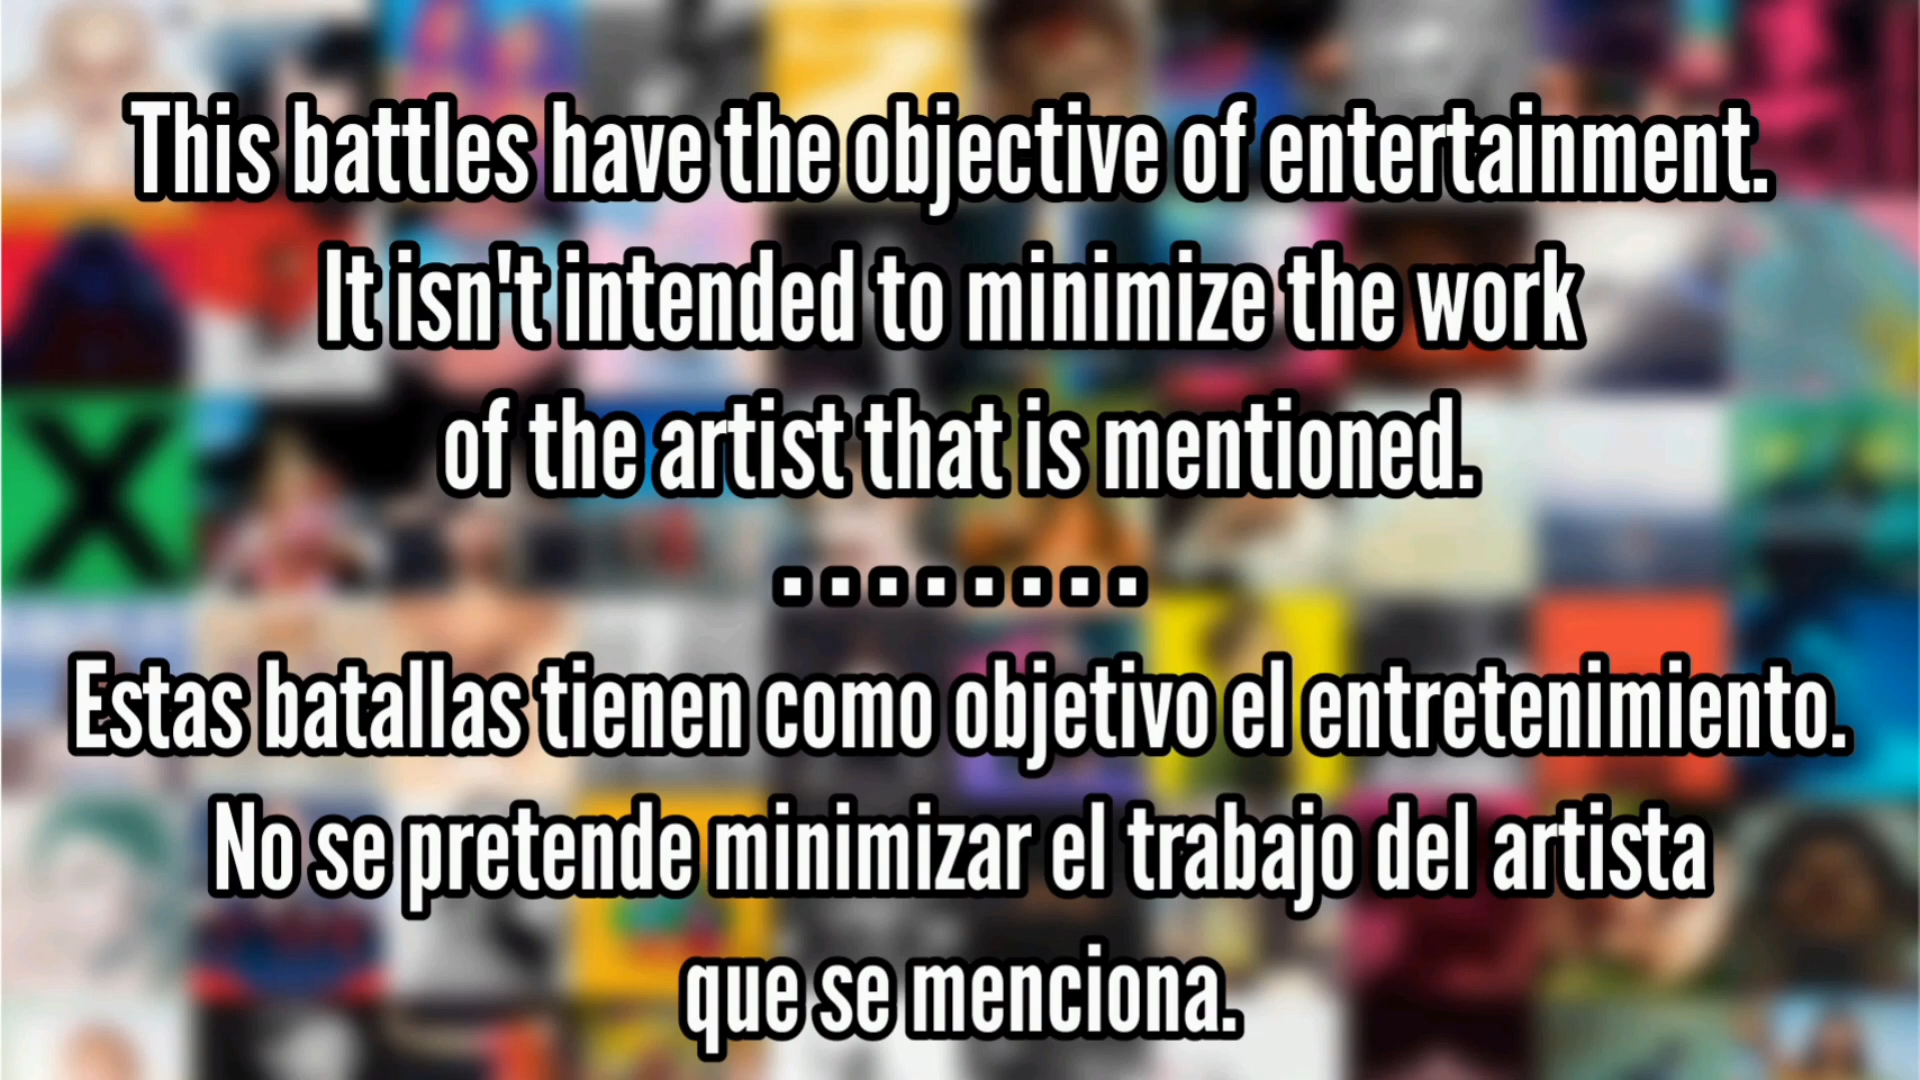 This battles have the objective of entertainment.
It isn't intended to minimize the work
of the artist that is mentioned.
........
Estas batallas tienen como objetivo el entretenimiento.
No se pretende minimizar el trabajo del artista
que se menciona.